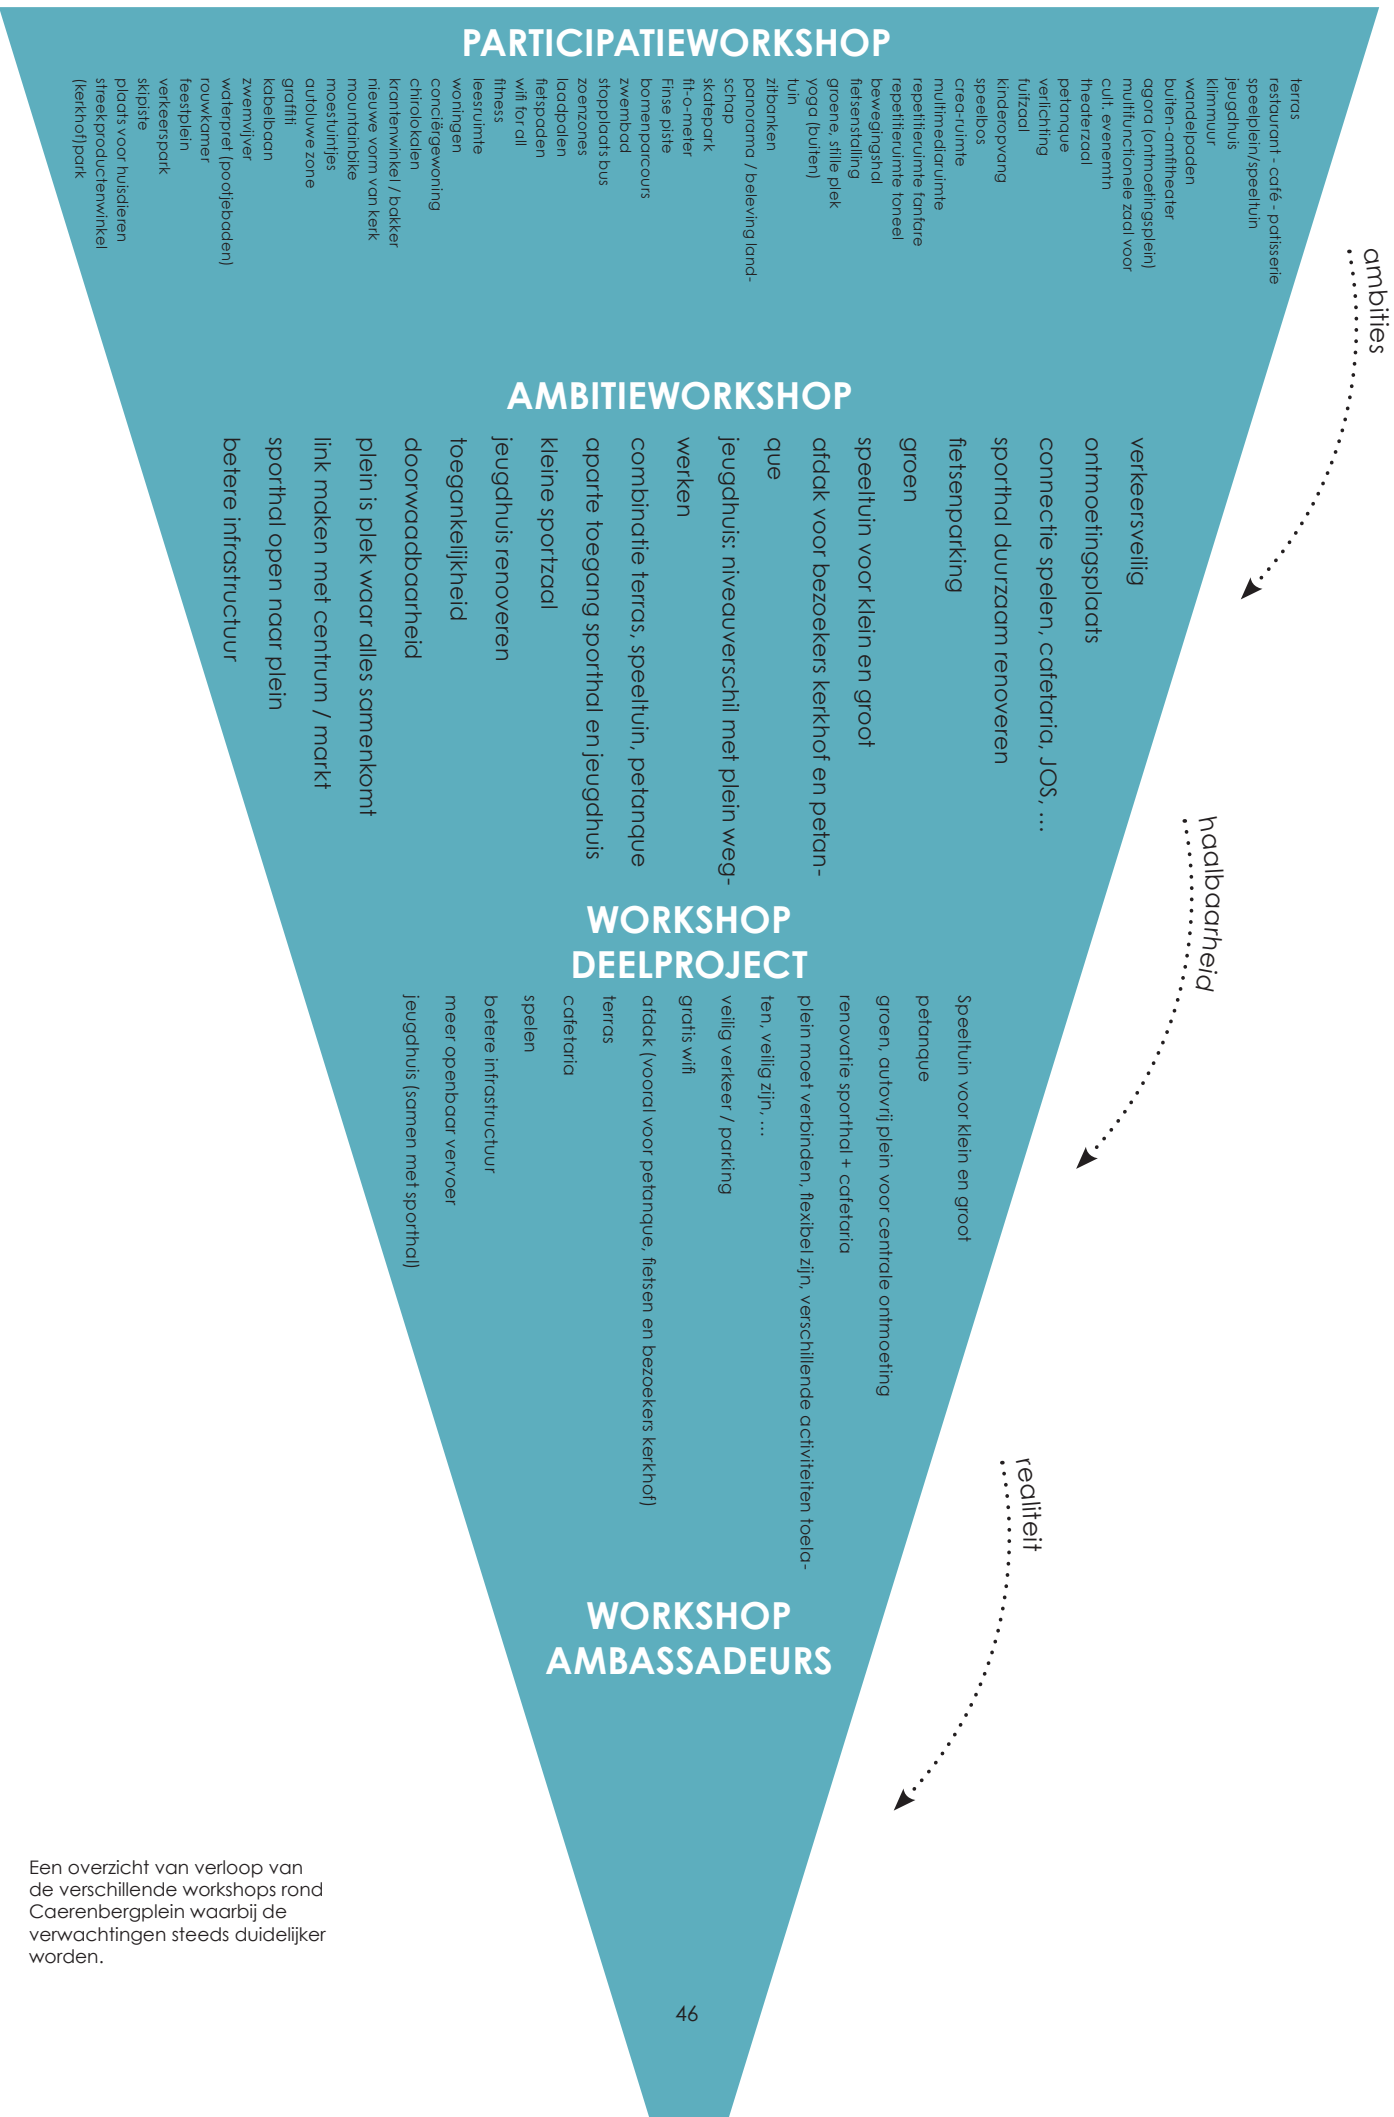 PARTICIPATIEWORKSHOP
terras
restaurant - café - patisserie
speelplein/speeltuin
jeugdhuis
klimmuur
wandelpaden
buiten-amfitheater
agora (ontmoetingsplein)
multifunctionele zaal voor
cult. evenemtn
theaterzaal
petanque
verlichting
fuifzaal
kinderopvang
speelbos
crea-ruimte
multimediaruimte
repetitieruimte fanfare
repetitieruimte toneel
bewegingshal
fietsenstalling
groene, stille plek
yoga (buiten)
tuin
zitbanken
panorama / beleving land-
schap
skatepark
fit-o-meter
Finse piste
bomenparcours
zwembad
stopplaats bus
zoenzones
laadpalen
fietspaden
wifi for all
fitness
leesruimte
woningen
conciërgewoning
chirolokalen
krantenwinkel / bakker
nieuwe vorm van kerk
mountainbike
moestuintjes
autoluwe zone
graffiti
kabelbaan
zwemvijver
waterpret (pootjebaden)
rouwkamer
feestplein
verkeerspark
skipiste
plaats voor huisdieren
streekproductenwinkel
(kerkhof)park
ambities
AMBITIEWORKSHOP
verkeersveilig
ontmoetingsplaats
connectie spelen, cafetaria, JOS, ...
sporthal duurzaam renoveren
fietsenparking
groen
speeltuin voor klein en groot
afdak voor bezoekers kerkhof en petan-
que
jeugdhuis: niveauverschil met plein weg-
werken
combinatie terras, speeltuin, petanque
aparte toegang sporthal en jeugdhuis
kleine sportzaal
jeugdhuis renoveren
toegankelijkheid
doorwaadbaarheid
plein is plek waar alles samenkomt
link maken met centrum / markt
sporthal open naar plein
betere infrastructuur
haalbaarheid
WORKSHOP
DEELPROJECT
Speeltuin voor klein en groot
petanque
groen, autovrij plein voor centrale ontmoeting
renovatie sporthal + cafetaria
plein moet verbinden, flexibel zijn, verschillende activiteiten toela-
ten, veilig zijn, ...
veilig verkeer / parking
gratis wifi
afdak (vooral voor petanque, fietsen en bezoekers kerkhof)
terras
cafetaria
spelen
betere infrastructuur
meer openbaar vervoer
jeugdhuis (samen met sporthal)
realiteit
WORKSHOP
AMBASSADEURS
Een overzicht van verloop van
de verschillende workshops rond
Caerenbergplein waarbij de
verwachtingen steeds duidelijker
worden.
46